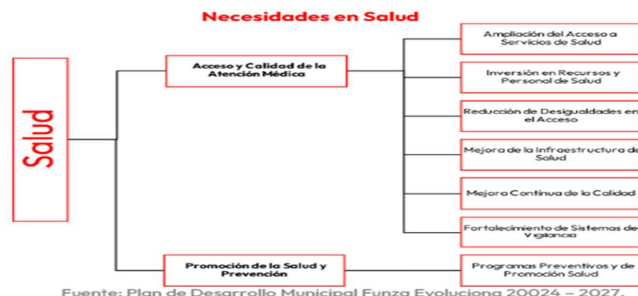 Necesidades en Salud
Salud
Acceso y Calidad de la
Atención Médica
Ampliación del Acceso a
Servicios de Salud
Inversión en Recursos y
Personal de Salud
Reducción de Desigualdades en
el Acceso
Mejora de la Infraestructura de
Salud
Mejora Continua de la Calidad
Fortalecimiento de Sistemas de
Vigilancia
Promoción de la Salud y
Prevención
Programas Preventivos y de
Promoción Salud
Fuente: Plan de Desarrollo Municipal Funza Evoluciona 20024 – 2027.